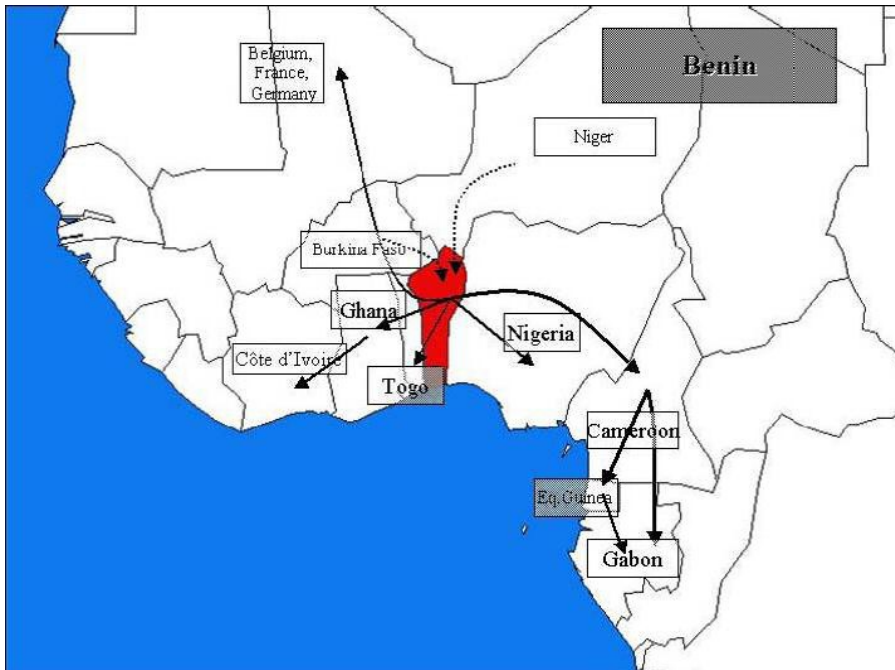 Belgium,
France,
Germany
Benin
Niger
Burkina Faso
Ghana
Nigeria
Côte d'Ivoire
Togo
Cameroon
Eq.Guinea
Gabon